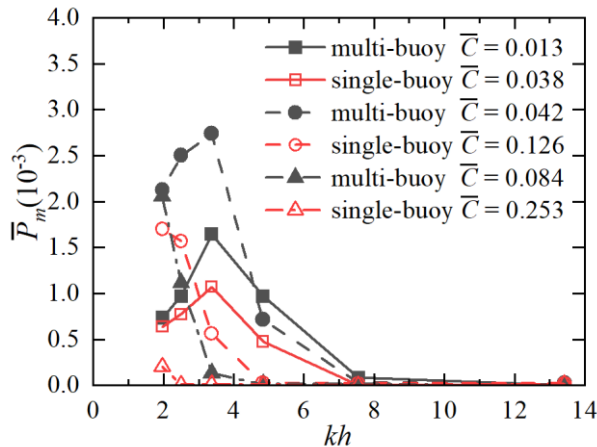 4.0
3.5
3.0
2.5
2.0
1.5
1.0
0.5
0.0
P̅m(10-3)
multi-buoy C̅ = 0.013
single-buoy C̅ = 0.038
multi-buoy C̅ = 0.042
single-buoy C̅ = 0.126
multi-buoy C̅ = 0.084
single-buoy C̅ = 0.253
0 2 4 6 8 10 12 14
kh